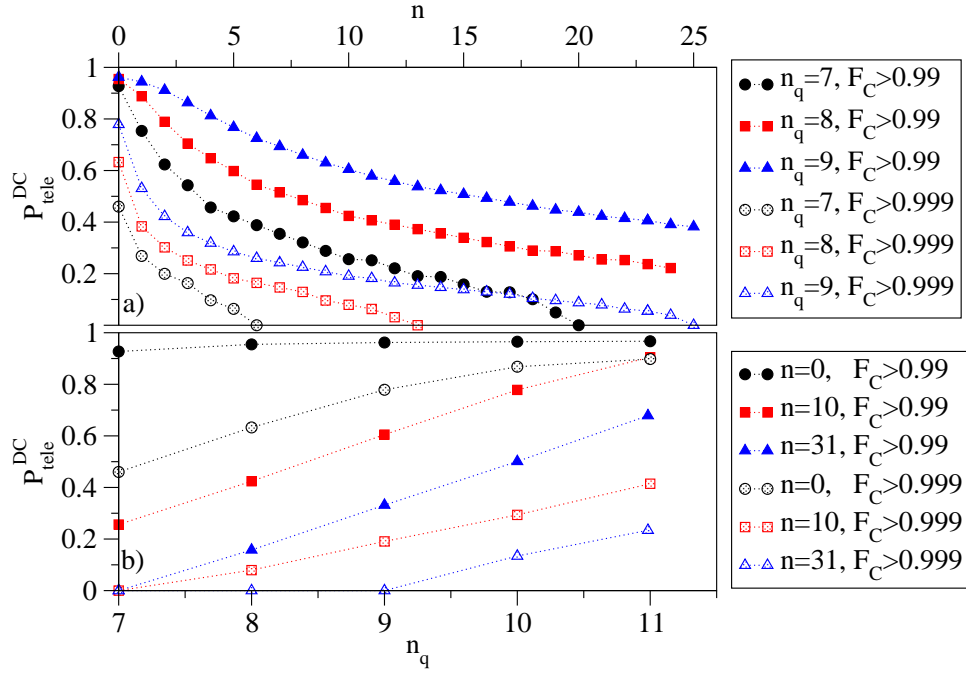 n
0 5 10 15 20 25
1
0.8
0.6
0.4
0.2
P_tele^DC
a)
n_q=7, F_C>0.99
n_q=8, F_C>0.99
n_q=9, F_C>0.99
n_q=7, F_C>0.999
n_q=8, F_C>0.999
n_q=9, F_C>0.999
1
0.8
0.6
0.4
0.2
0
P_tele^DC
b)
n=0, F_C>0.99
n=10, F_C>0.99
n=31, F_C>0.99
n=0, F_C>0.999
n=10, F_C>0.999
n=31, F_C>0.999
7 8 9 10 11
n_q